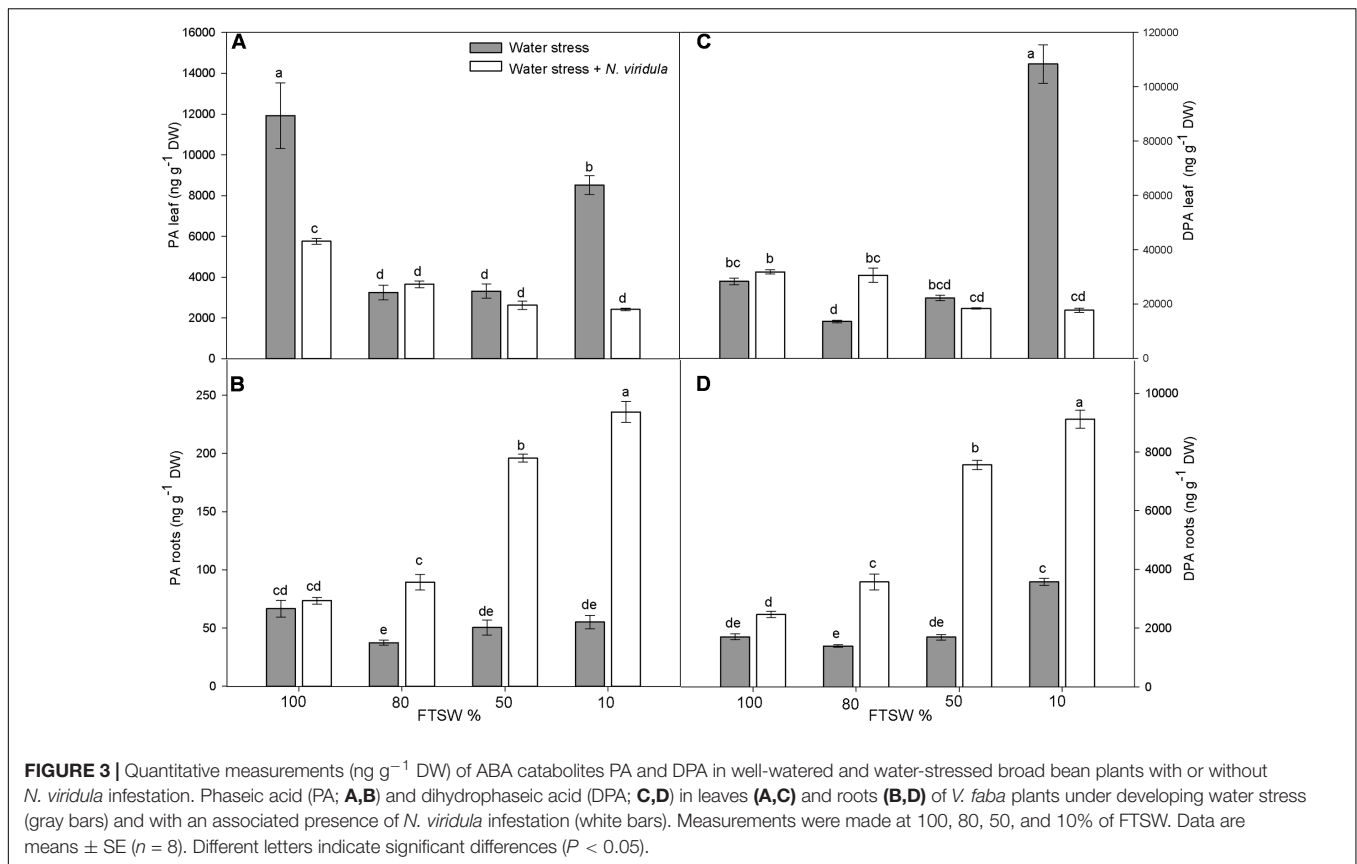 A
Water stress
Water stress + N. viridula
PA leaf (ng g⁻¹ DW)
16000
14000
12000
10000
8000
6000
4000
2000
0
a
c
d
d
d
d
b
d
C
DPA leaf (ng g⁻¹ DW)
120000
100000
80000
60000
40000
20000
0
bc
b
d
bc
bcd
cd
a
cd
B
PA roots (ng g⁻¹ DW)
250
200
150
100
50
0
cd
cd
e
c
de
b
de
a
100
80
50
10
FTSW %
D
DPA roots (ng g⁻¹ DW)
10000
8000
6000
4000
2000
0
de
d
e
c
de
b
c
a
100
80
50
10
FTSW %
FIGURE 3 | Quantitative measurements (ng g⁻¹ DW) of ABA catabolites PA and DPA in well-watered and water-stressed broad bean plants with or without
N. viridula infestation. Phaseic acid (PA; A,B) and dihydrophaseic acid (DPA; C,D) in leaves (A,C) and roots (B,D) of V. faba plants under developing water stress
(gray bars) and with an associated presence of N. viridula infestation (white bars). Measurements were made at 100, 80, 50, and 10% of FTSW. Data are
means ± SE (n = 8). Different letters indicate significant differences (P < 0.05).